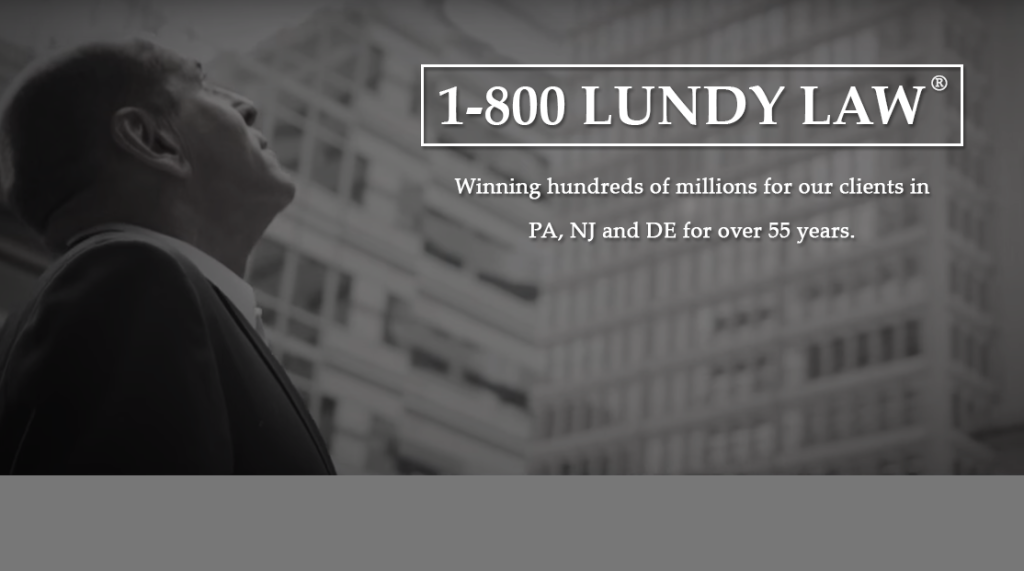 1-800 LUNDY LAW®
Winning hundreds of millions for our clients in
PA, NJ and DE for over 55 years.